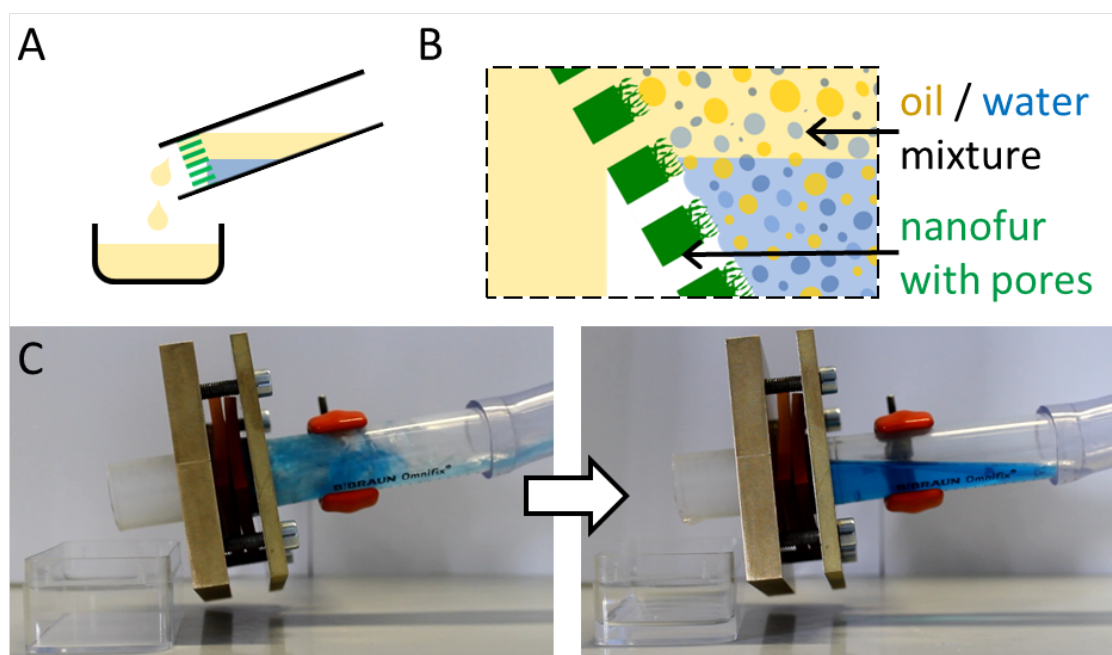 A
B
oil / water
mixture
nanofur
with pores
C
B|BRAUN Omnifix®
B|BRAUN Omnifix®